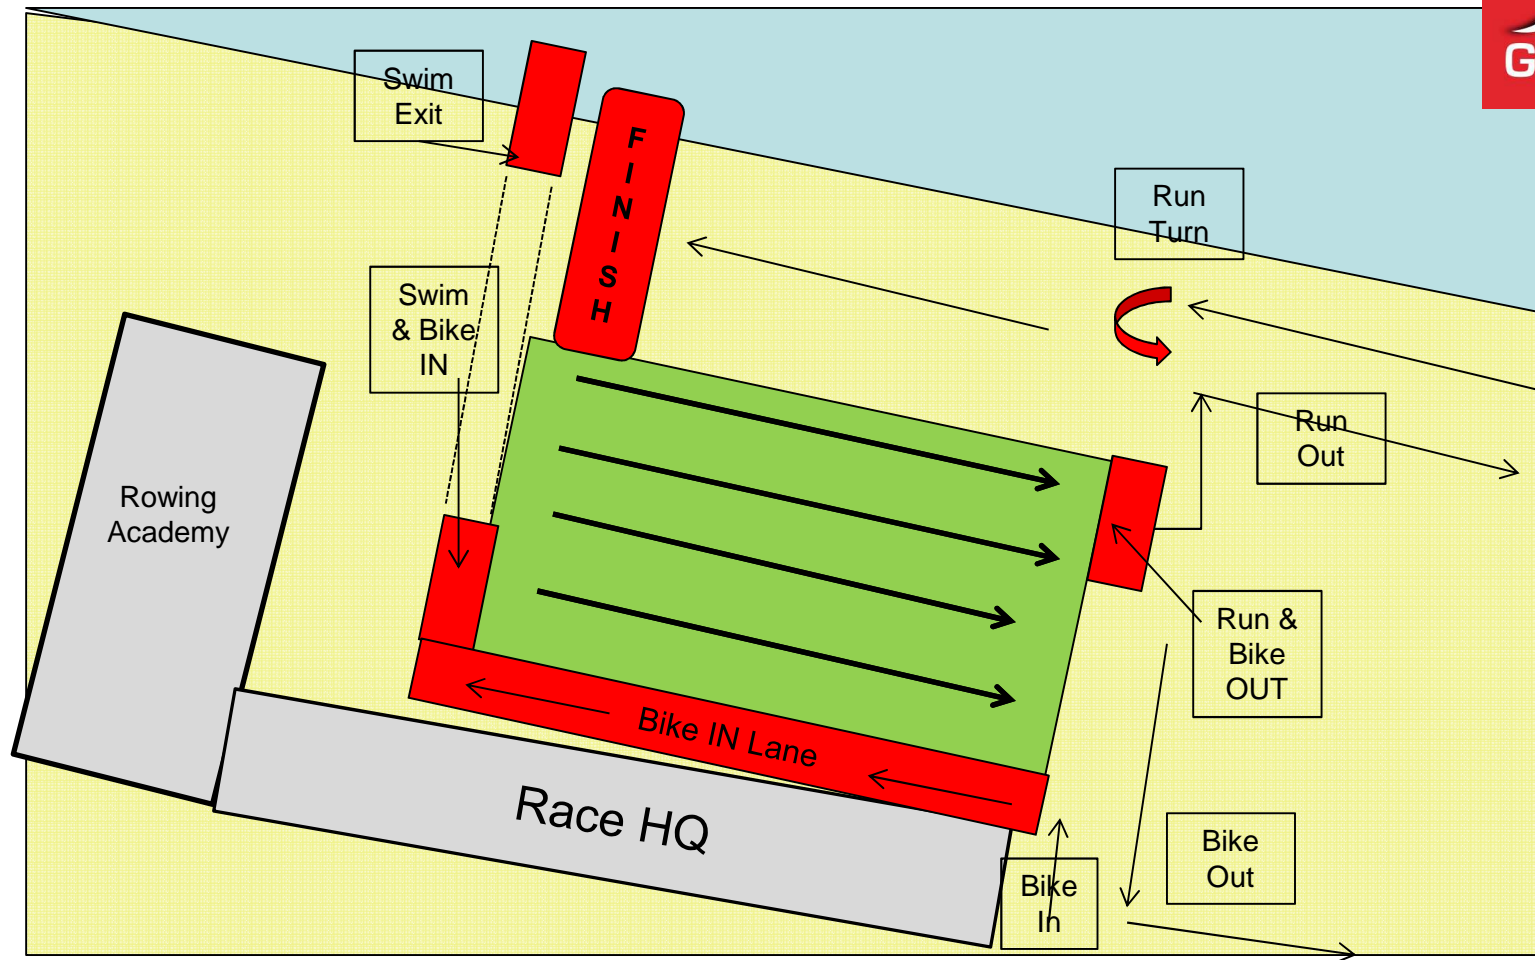 Swim
Exit
G
F
I
N
I
S
H
Run
Turn
Swim
& Bike
IN
Run
Out
Rowing
Academy
Run &
Bike
OUT
Bike IN Lane
Race HQ
Bike
Out
Bike
In